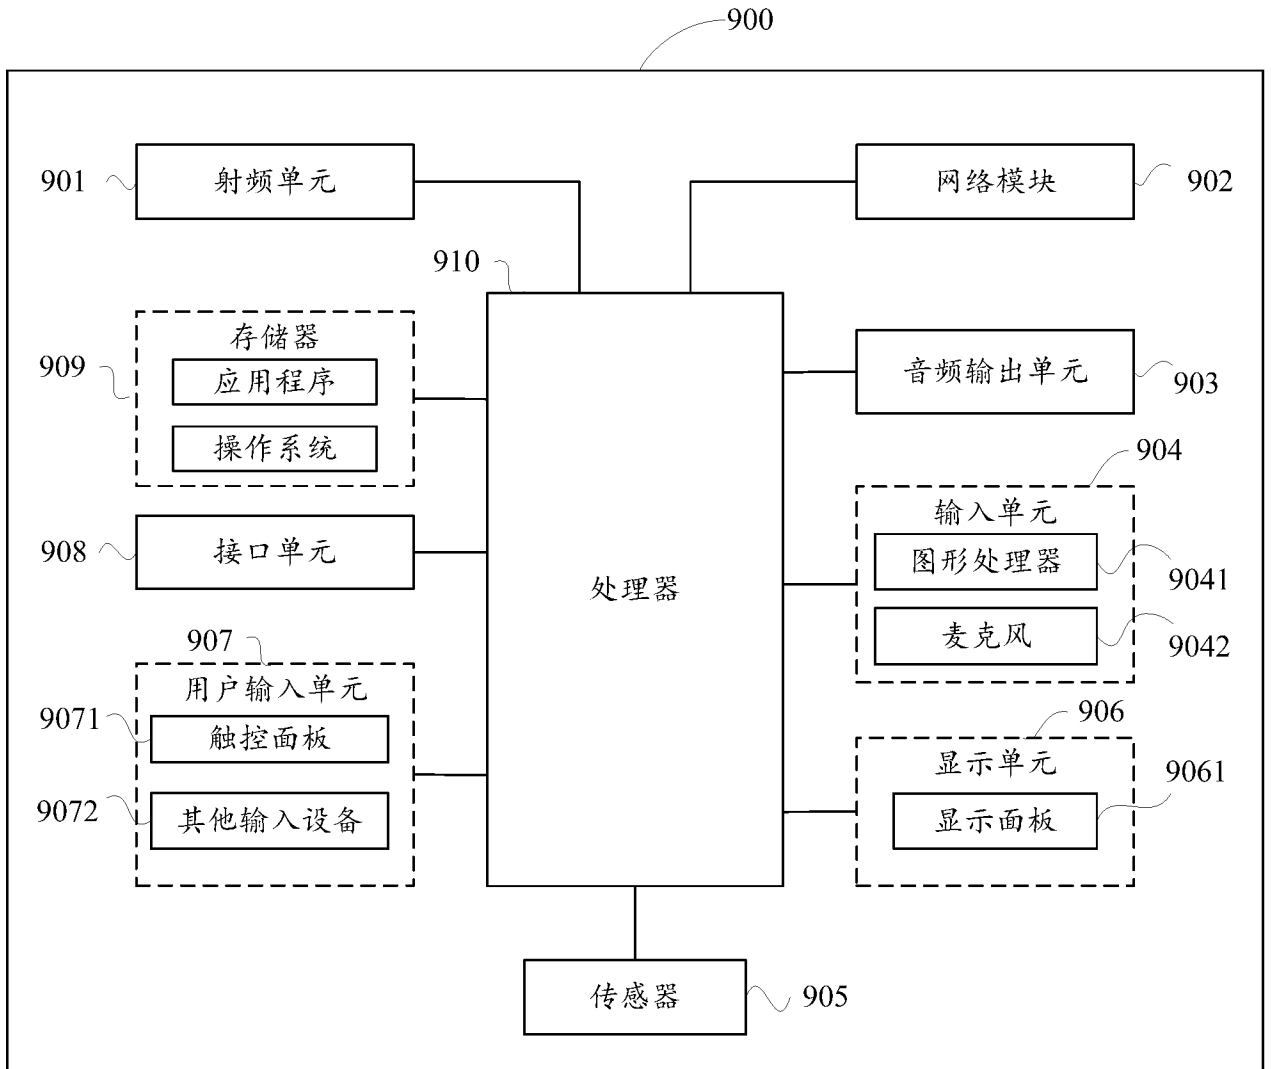 900
901
射频单元
网络模块
902
910
909
存储器
应用程序
操作系统
音频输出单元
903
904
输入单元
图形处理器
9041
麦克风
9042
908
接口单元
处理器
907
用户输入单元
9071
触控面板
9072
其他输入设备
906
显示单元
9061
显示面板
传感器
905